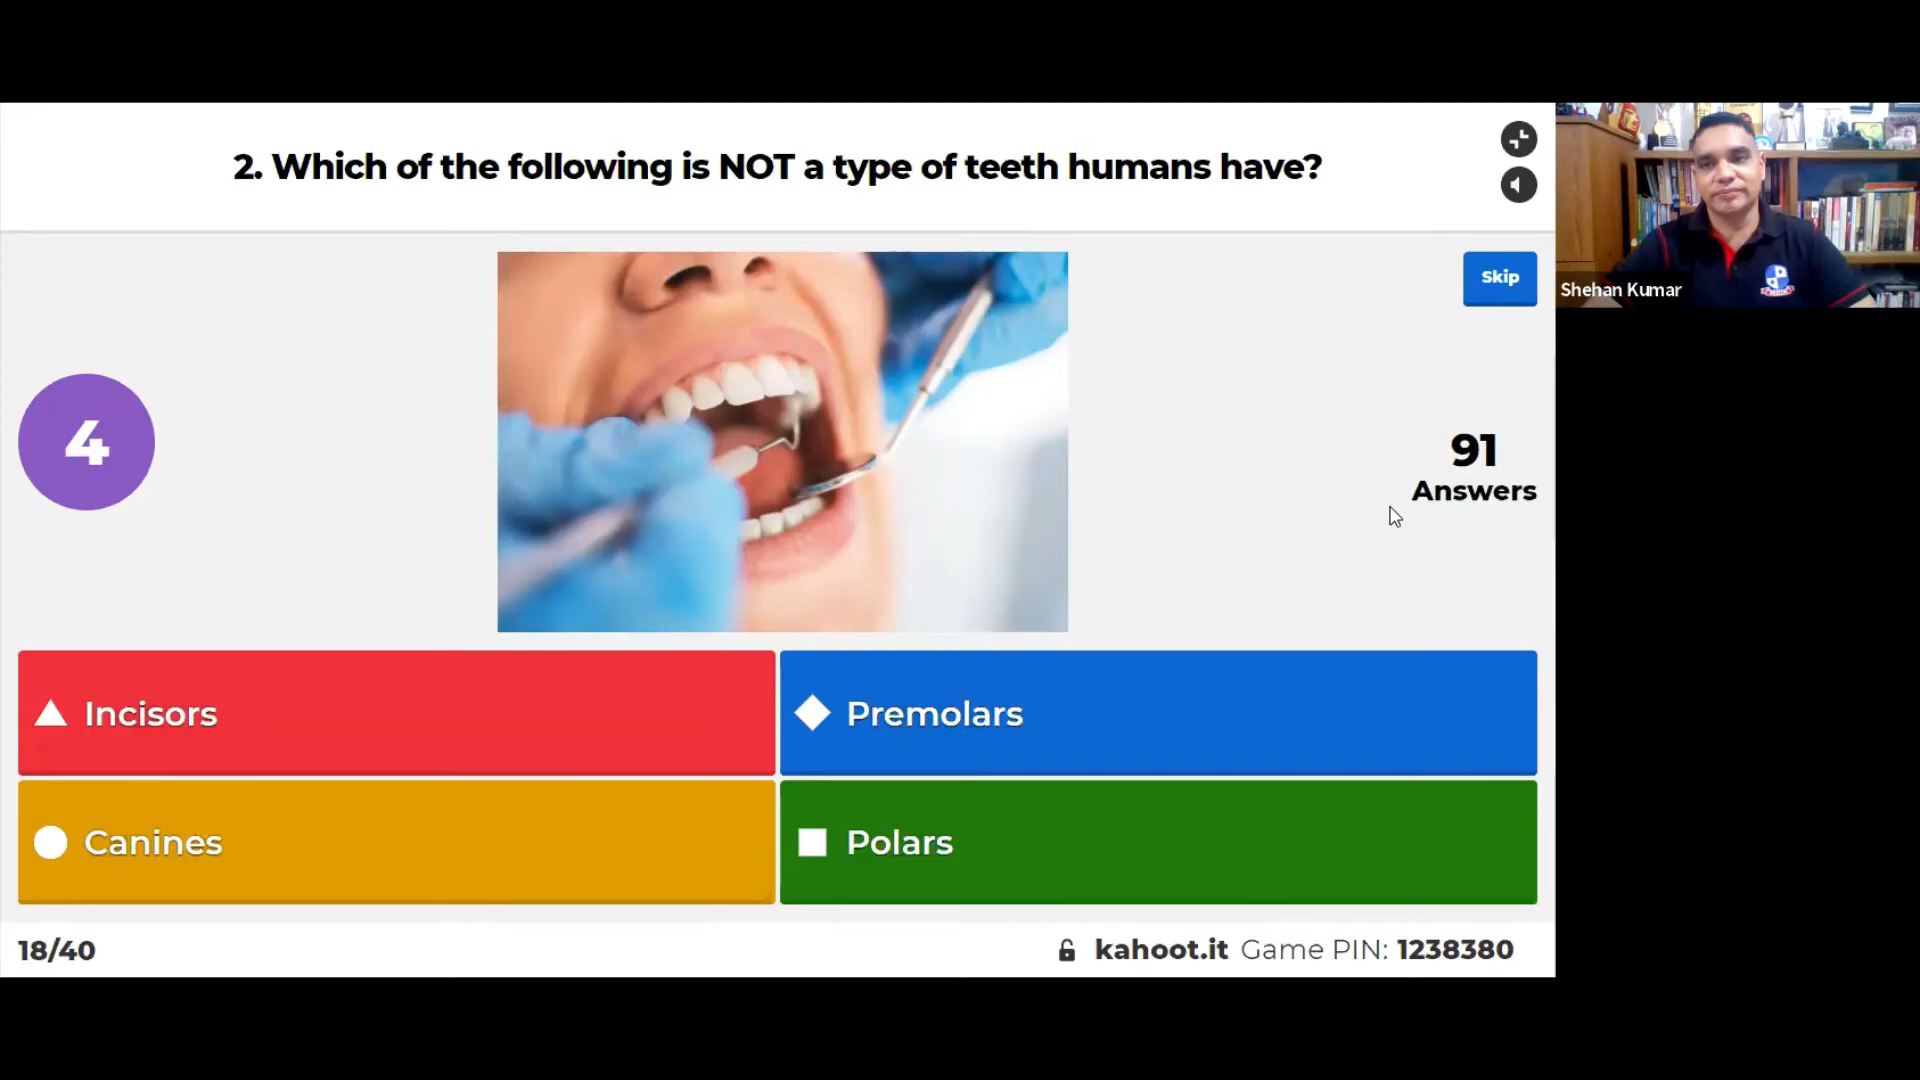 2. Which of the following is NOT a type of teeth humans have?
Skip
Shehan Kumar
4
91
Answers
Incisors
Premolars
Canines
Polars
18/40
kahoot.it Game PIN: 1238380